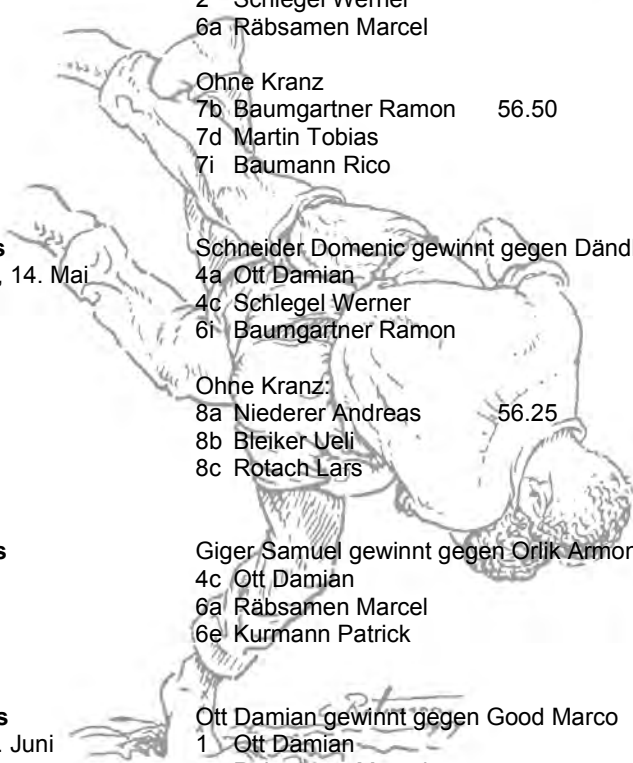 2 Schlegel Werner
6a Räbsamen Marcel
Ohne Kranz
7b Baumgartner Ramon 56.50
7d Martin Tobias
7i Baumann Rico
s Schneider Domenic gewinnt gegen Dändl
, 14. Mai 4a Ott Damian
4c Schlegel Werner
6i Baumgartner Ramon
Ohne Kranz:
8a Niederer Andreas 56.25
8b Bleiker Ueli
8c Rotach Lars
s Giger Samuel gewinnt gegen Orlik Armon
4c Ott Damian
6a Räbsamen Marcel
6e Kurmann Patrick
s Ott Damian gewinnt gegen Good Marco
. Juni 1 Ott Damian